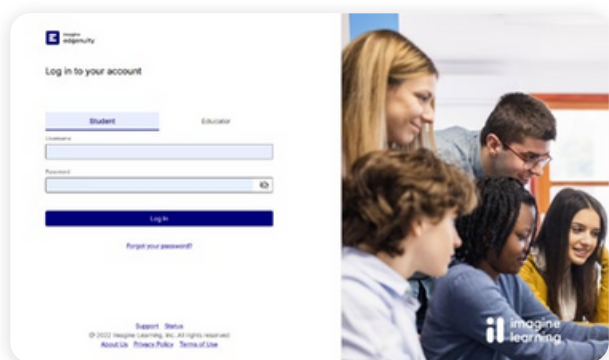 imagine
edgenuity
Log in to your account
Student Educator
Username
Password
Log In
Forgot your password?
Support Status
© 2022 Imagine Learning, Inc. All rights reserved.
About Us Privacy Policy Terms of Use
imagine
learning